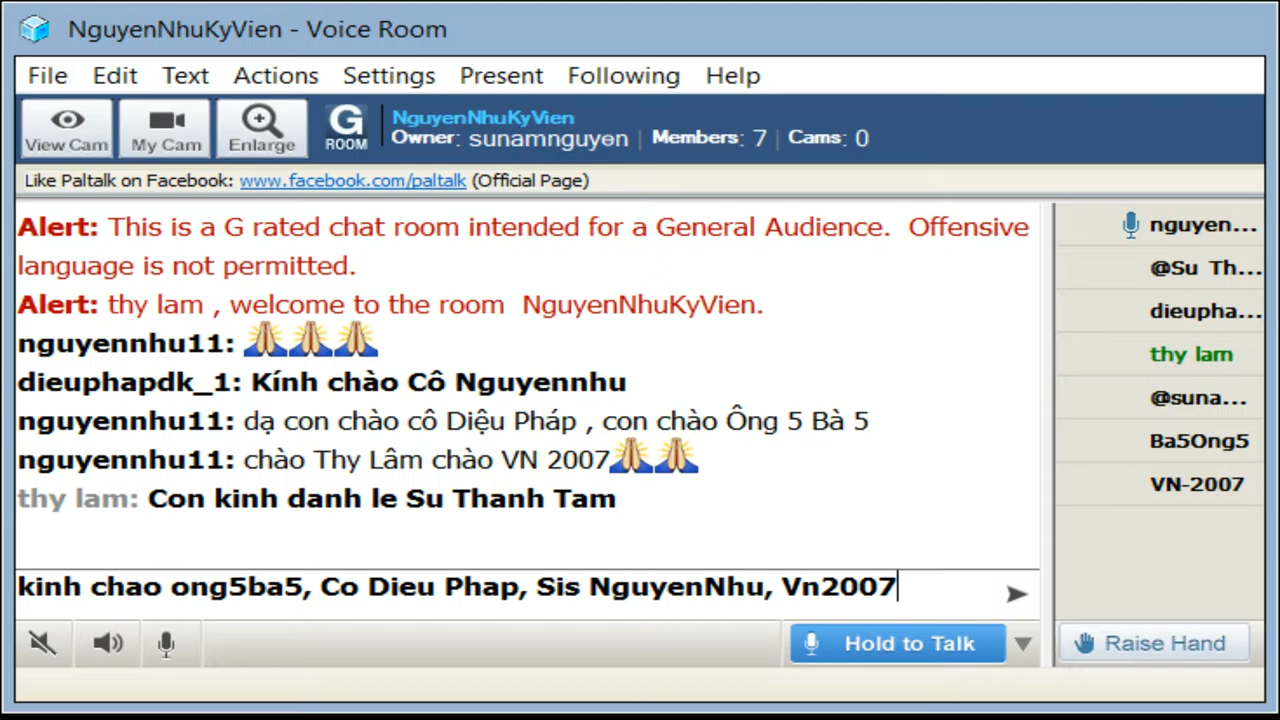 NguyenNhuKyVien - Voice Room
File Edit Text Actions Settings Present Following Help
View Cam My Cam Enlarge G ROOM
NguyenNhuKyVien
Owner: sunamnguyen | Members: 7 | Cams: 0
Like Paltalk on Facebook: www.facebook.com/paltalk (Official Page)
Alert: This is a G rated chat room intended for a General Audience. Offensive
language is not permitted.
Alert: thy lam , welcome to the room NguyenNhuKyVien.
nguyennhu11: 🙏🙏🙏
dieuphapdk_1: Kính chào Cô Nguyennhu
nguyennhu11: dạ con chào cô Diệu Pháp , con chào Ông 5 Bà 5
nguyennhu11: chào Thy Lâm chào VN 2007🙏🙏
thy lam: Con kinh danh le Su Thanh Tam
kinh chao ong5ba5, Co Dieu Phap, Sis NguyenNhu, Vn2007
Hold to Talk
nguyen...
@Su Th...
dieupha...
thy lam
@suna...
Ba5Ong5
VN-2007
Raise Hand